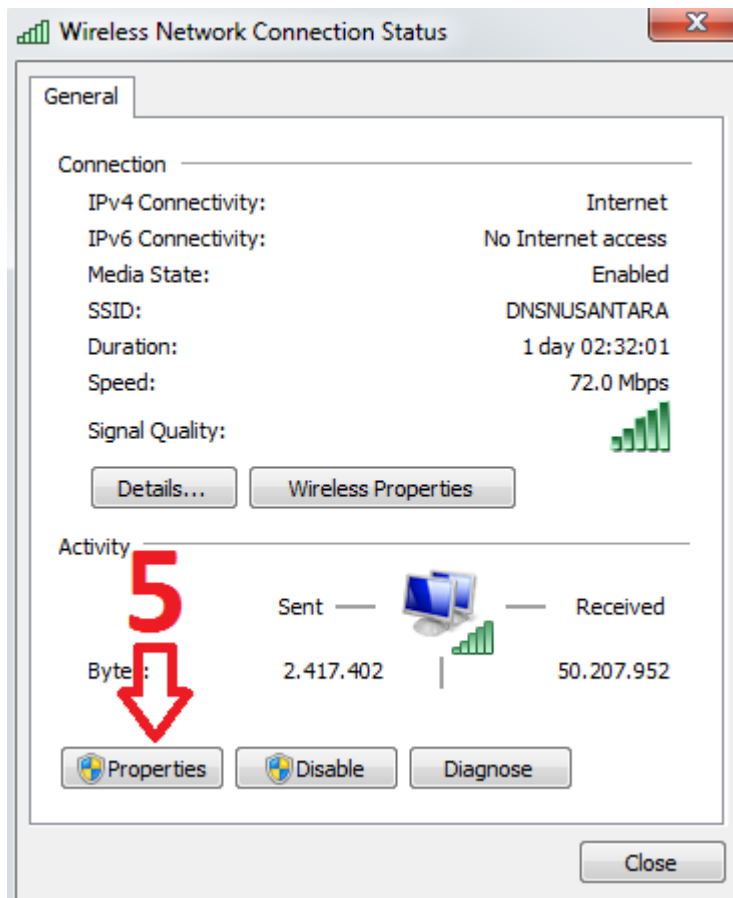 Wireless Network Connection Status
General
Connection
IPv4 Connectivity: Internet
IPv6 Connectivity: No Internet access
Media State: Enabled
SSID: DNSNUSANTARA
Duration: 1 day 02:32:01
Speed: 72.0 Mbps
Signal Quality:
Details... Wireless Properties
Activity
5
Sent Received
Bytes: 2.417.402 50.207.952
Properties Disable Diagnose
Close